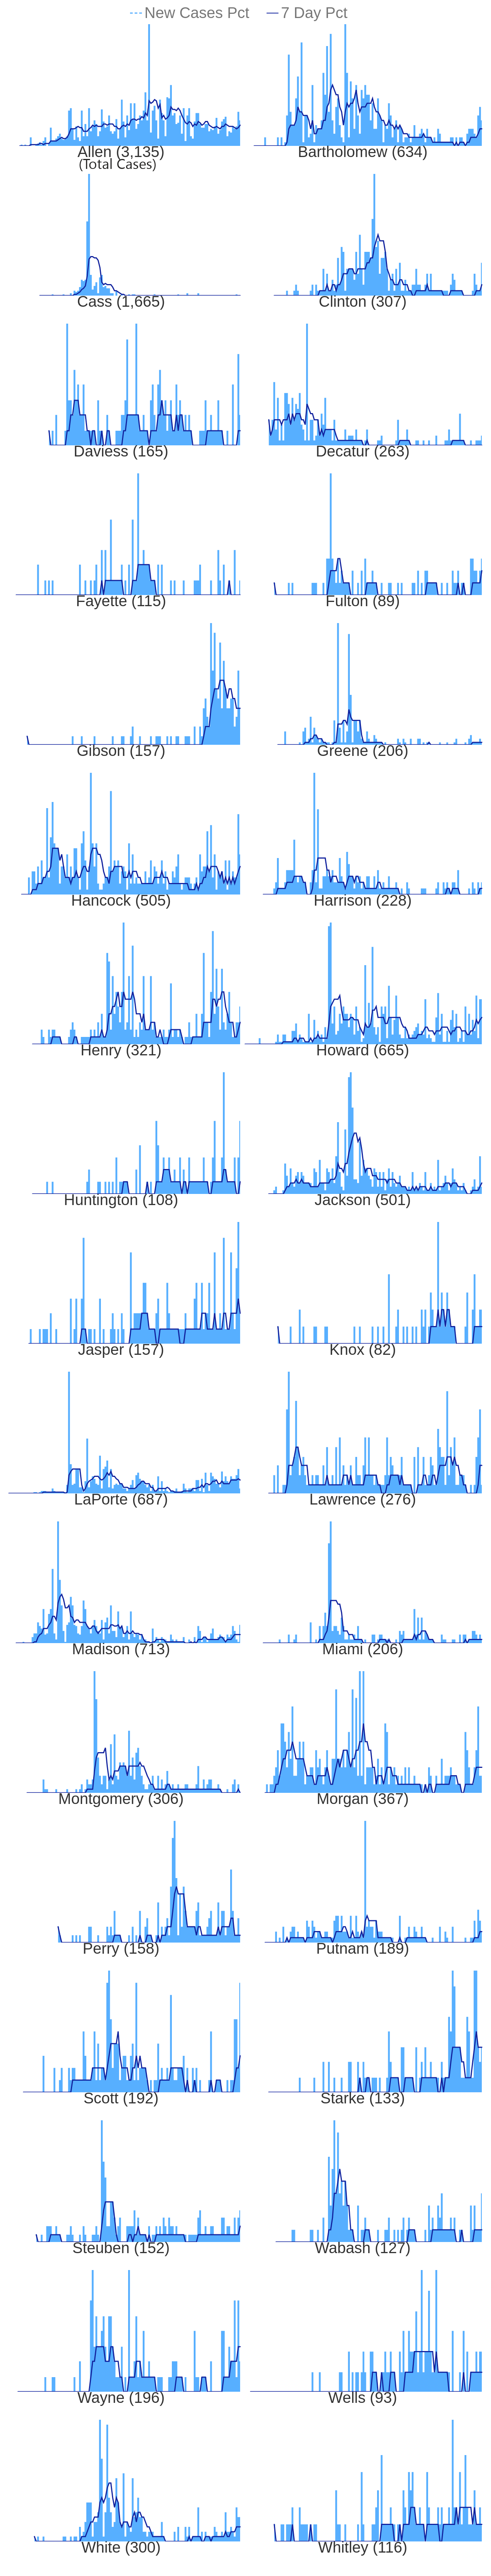 New Cases Pct 7 Day Pct
Allen (3,135) Bartholomew (634)
(Total Cases)
Cass (1,665) Clinton (307)
Daviess (165) Decatur (263)
Fayette (115) Fulton (89)
Gibson (157) Greene (206)
Hancock (505) Harrison (228)
Henry (321) Howard (665)
Huntington (108) Jackson (501)
Jasper (157) Knox (82)
LaPorte (687) Lawrence (276)
Madison (713) Miami (206)
Montgomery (306) Morgan (367)
Perry (158) Putnam (189)
Scott (192) Starke (133)
Steuben (152) Wabash (127)
Wayne (196) Wells (93)
White (300) Whitley (116)